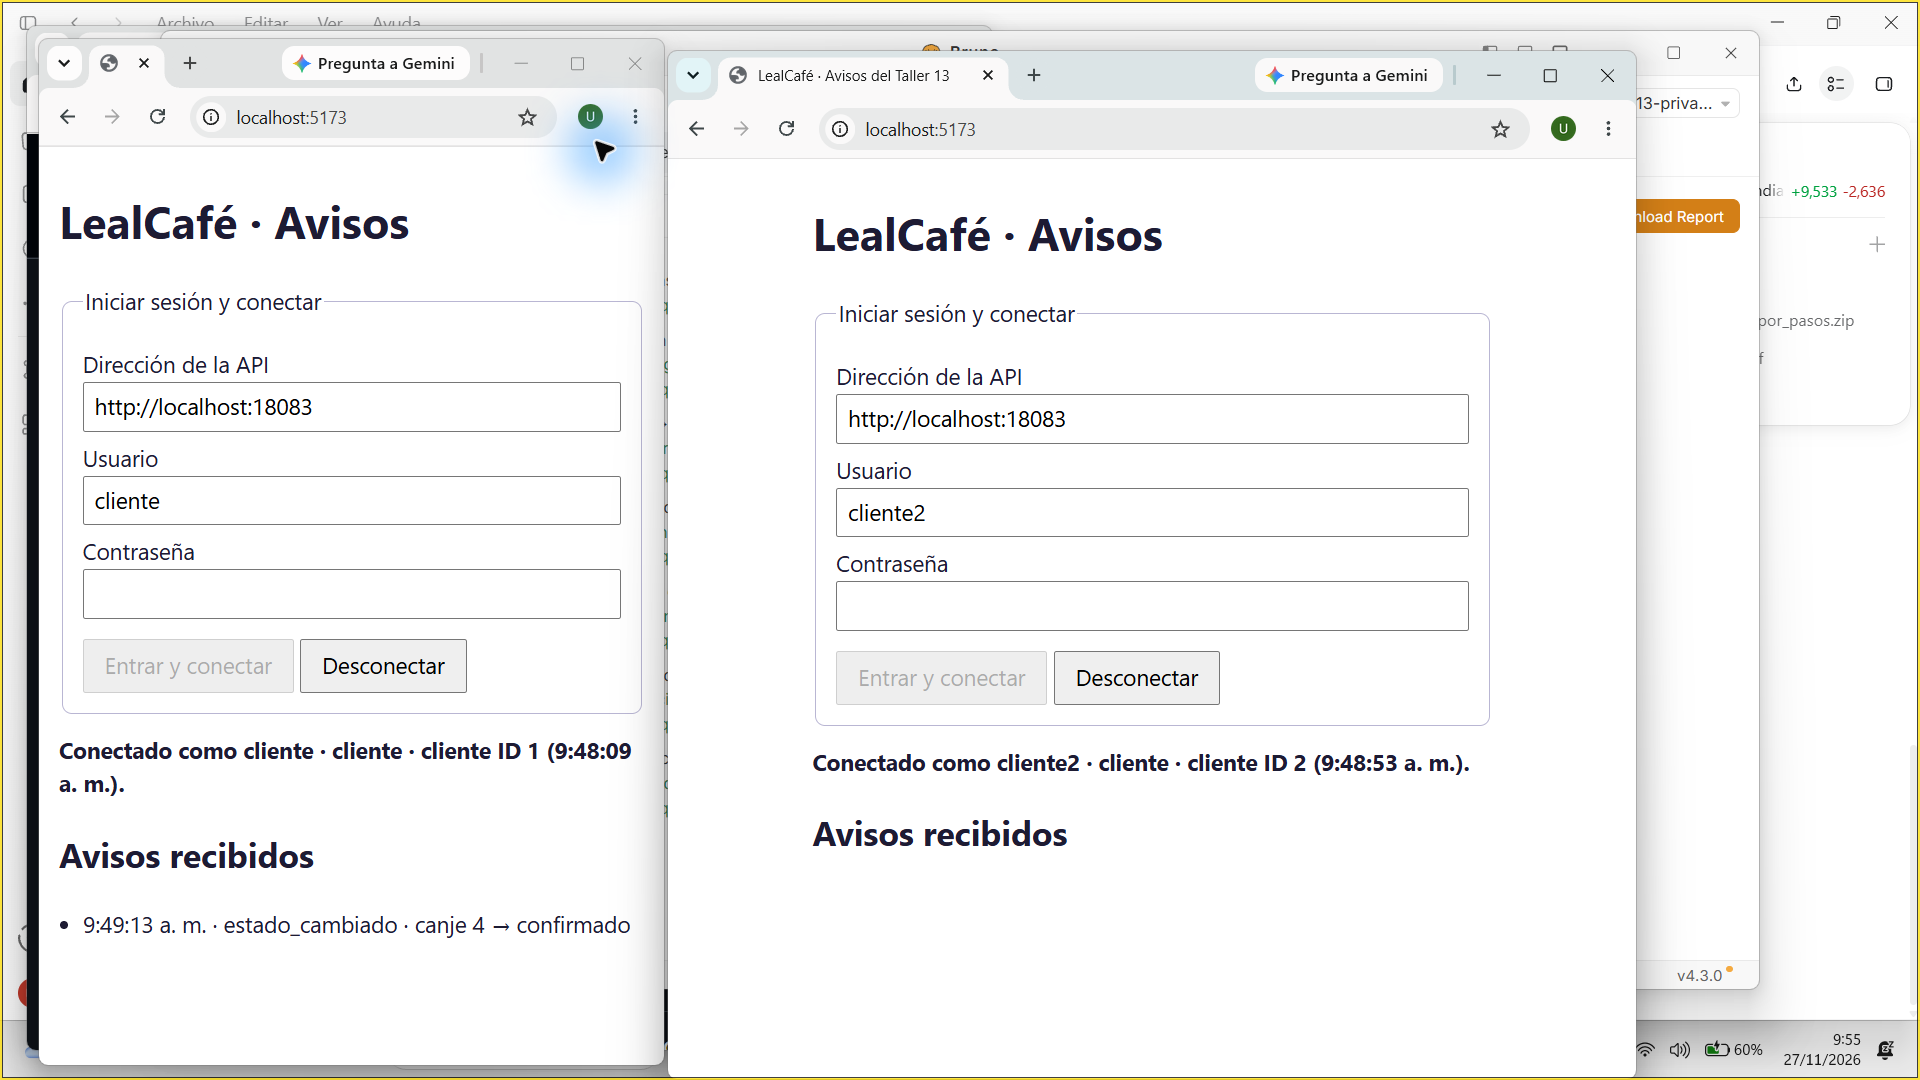 Archivo Editar Ver Ayuda
Pregunta a Gemini
localhost:5173
U
LealCafé · Avisos
Iniciar sesión y conectar
Dirección de la API
http://localhost:18083
Usuario
cliente
Contraseña
Entrar y conectar
Desconectar
Conectado como cliente · cliente · cliente ID 1 (9:48:09
a. m.).
Avisos recibidos
• 9:49:13 a. m. · estado_cambiado · canje 4 → confirmado
LealCafé · Avisos del Taller 13
Pregunta a Gemini
localhost:5173
U
LealCafé · Avisos
Iniciar sesión y conectar
Dirección de la API
http://localhost:18083
Usuario
cliente2
Contraseña
Entrar y conectar
Desconectar
Conectado como cliente2 · cliente · cliente ID 2 (9:48:53 a. m.).
Avisos recibidos
13-priva...
+9,533 -2,636
Report
por_pasos.zip
v4.3.0
60%
9:55
27/11/2026